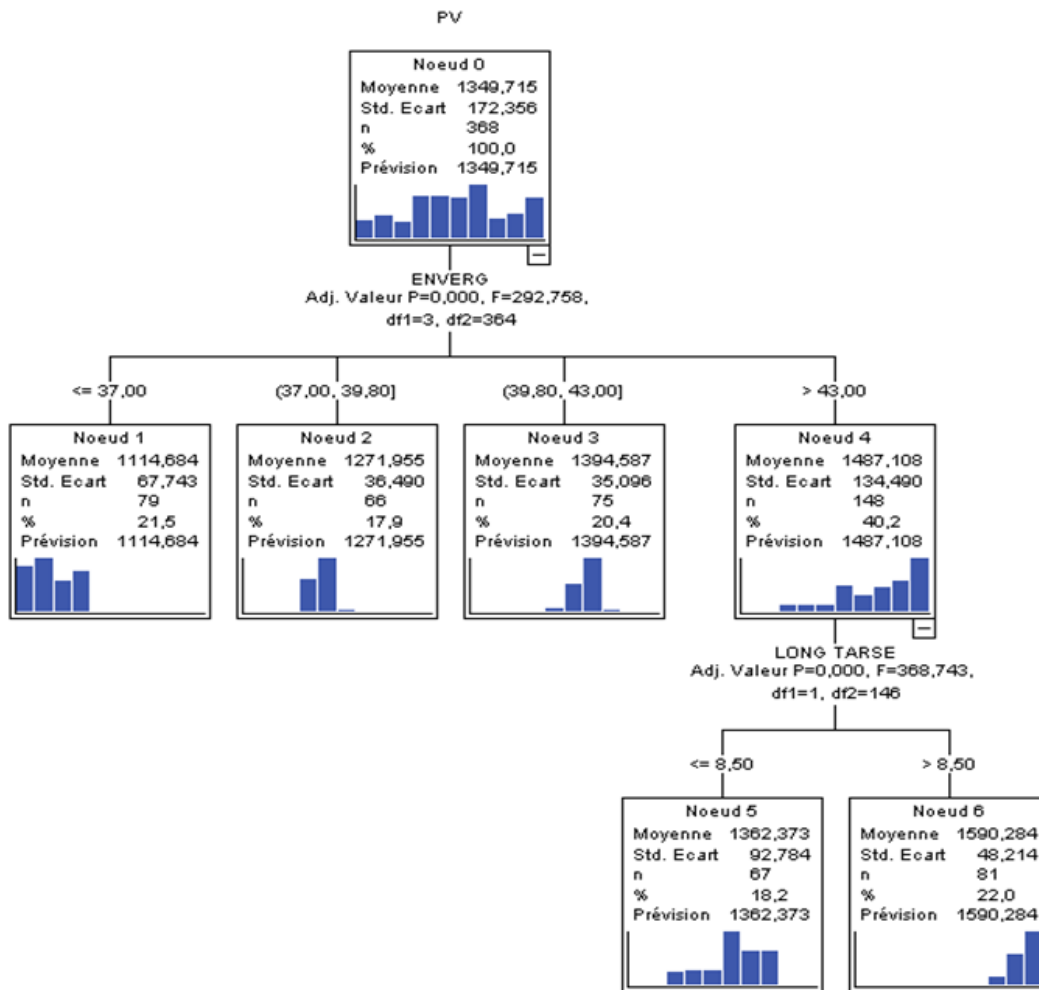 PV
Noeud 0
Moyenne 1349,715
Std. Ecart 172,356
n 368
% 100,0
Prévision 1349,715
ENVERG
Adj. Valeur P=0,000, F=292,758,
df1=3, df2=364
<= 37,00
(37,00, 39,80]
(39,80, 43,00]
> 43,00
Noeud 1
Moyenne 1114,684
Std. Ecart 67,743
n 79
% 21,5
Prévision 1114,684
Noeud 2
Moyenne 1271,955
Std. Ecart 36,490
n 66
% 17,9
Prévision 1271,955
Noeud 3
Moyenne 1394,587
Std. Ecart 35,096
n 75
% 20,4
Prévision 1394,587
Noeud 4
Moyenne 1487,108
Std. Ecart 134,490
n 148
% 40,2
Prévision 1487,108
LONG TARSE
Adj. Valeur P=0,000, F=368,743,
df1=1, df2=146
<= 8,50
> 8,50
Noeud 5
Moyenne 1362,373
Std. Ecart 92,784
n 67
% 18,2
Prévision 1362,373
Noeud 6
Moyenne 1590,284
Std. Ecart 48,214
n 81
% 22,0
Prévision 1590,284